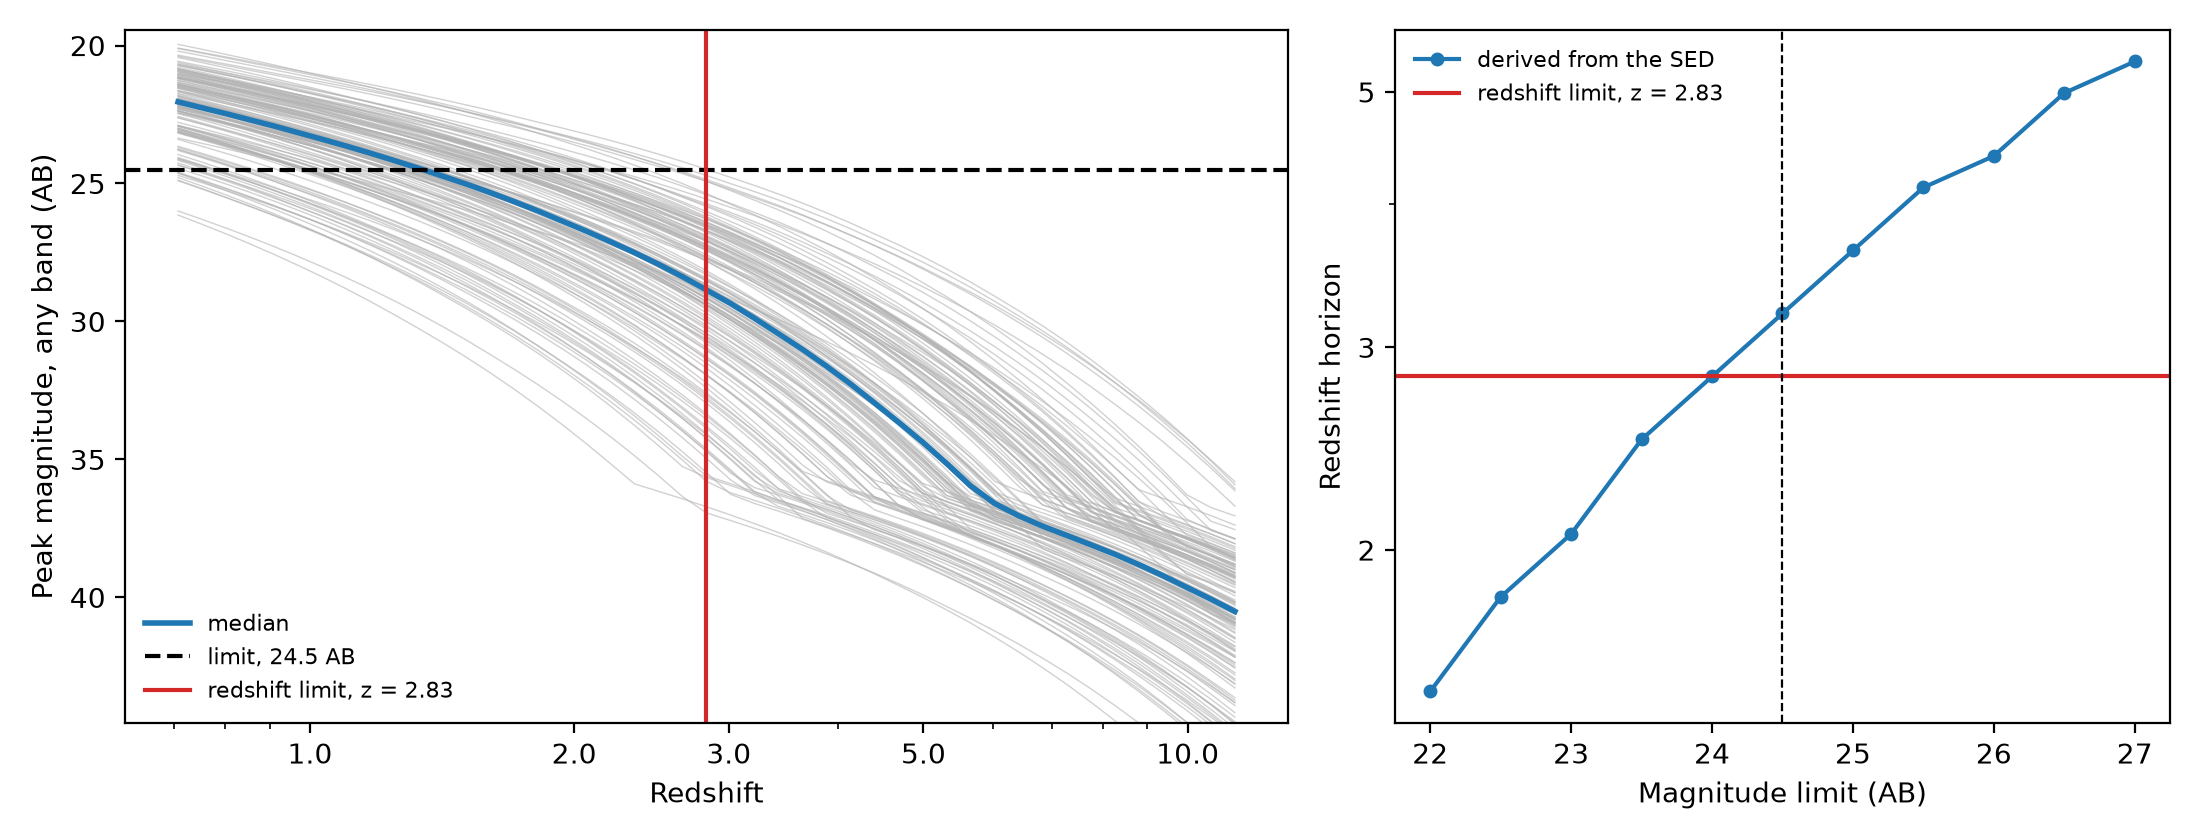 Peak magnitude, any band (AB)
20
25
30
35
40
median
limit, 24.5 AB
redshift limit, z = 2.83
1.0
2.0
3.0
5.0
10.0
Redshift
Redshift horizon
5
3
2
derived from the SED
redshift limit, z = 2.83
22
23
24
25
26
27
Magnitude limit (AB)